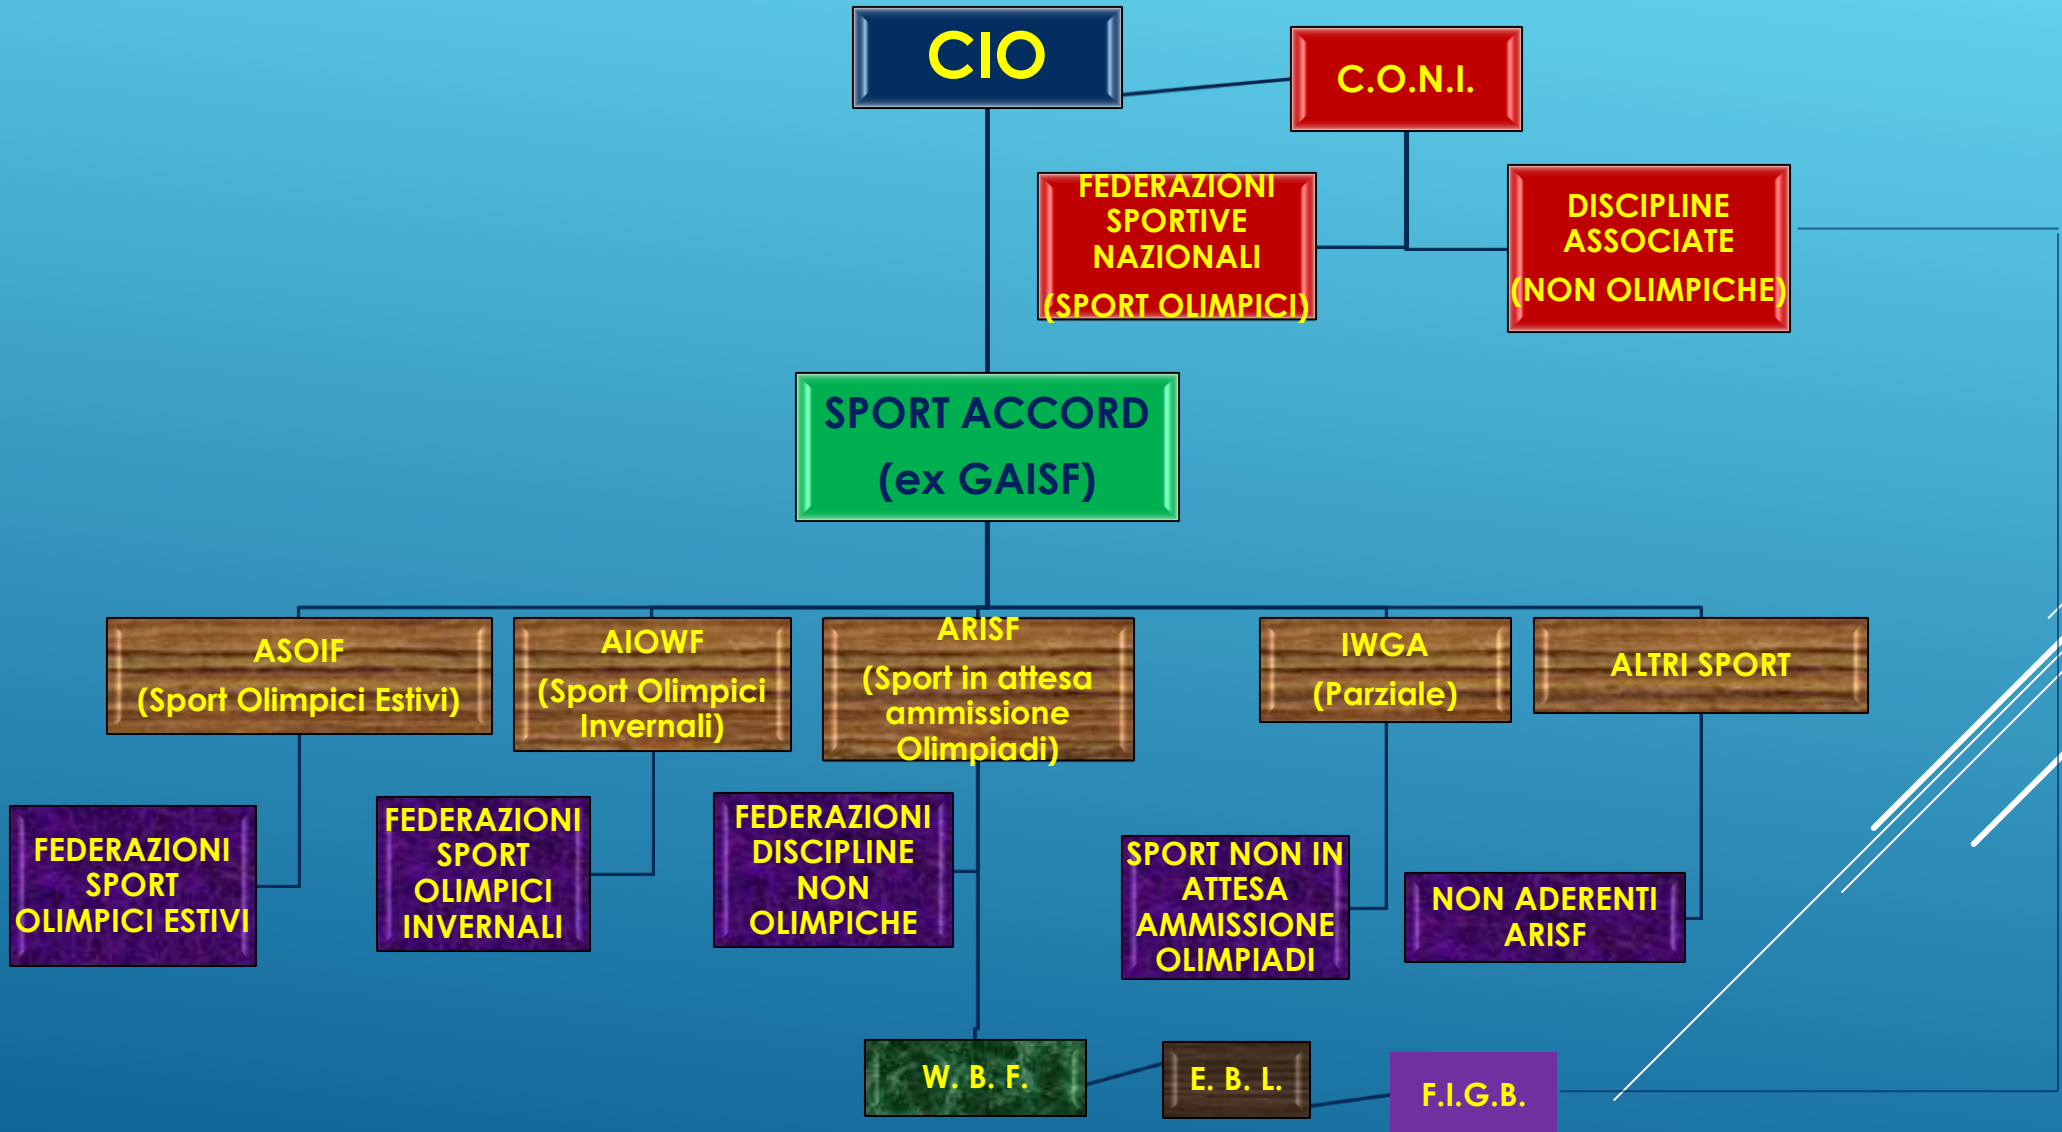 CIO
C.O.N.I.
FEDERAZIONI
SPORTIVE
NAZIONALI
(SPORT OLIMPICI)
DISCIPLINE
ASSOCIATE
(NON OLIMPICHE)
SPORT ACCORD
(ex GAISF)
ASOIF
(Sport Olimpici Estivi)
AIOWF
(Sport Olimpici
Invernali)
ARISF
(Sport in attesa
ammissione
Olimpiadi)
IWGA
(Parziale)
ALTRI SPORT
FEDERAZIONI
SPORT
OLIMPICI ESTIVI
FEDERAZIONI
SPORT
OLIMPICI
INVERNALI
FEDERAZIONI
DISCIPLINE
NON
OLIMPICHE
SPORT NON IN
ATTESA
AMMISSIONE
OLIMPIADI
NON ADERENTI
ARISF
W. B. F.
E. B. L.
F.I.G.B.